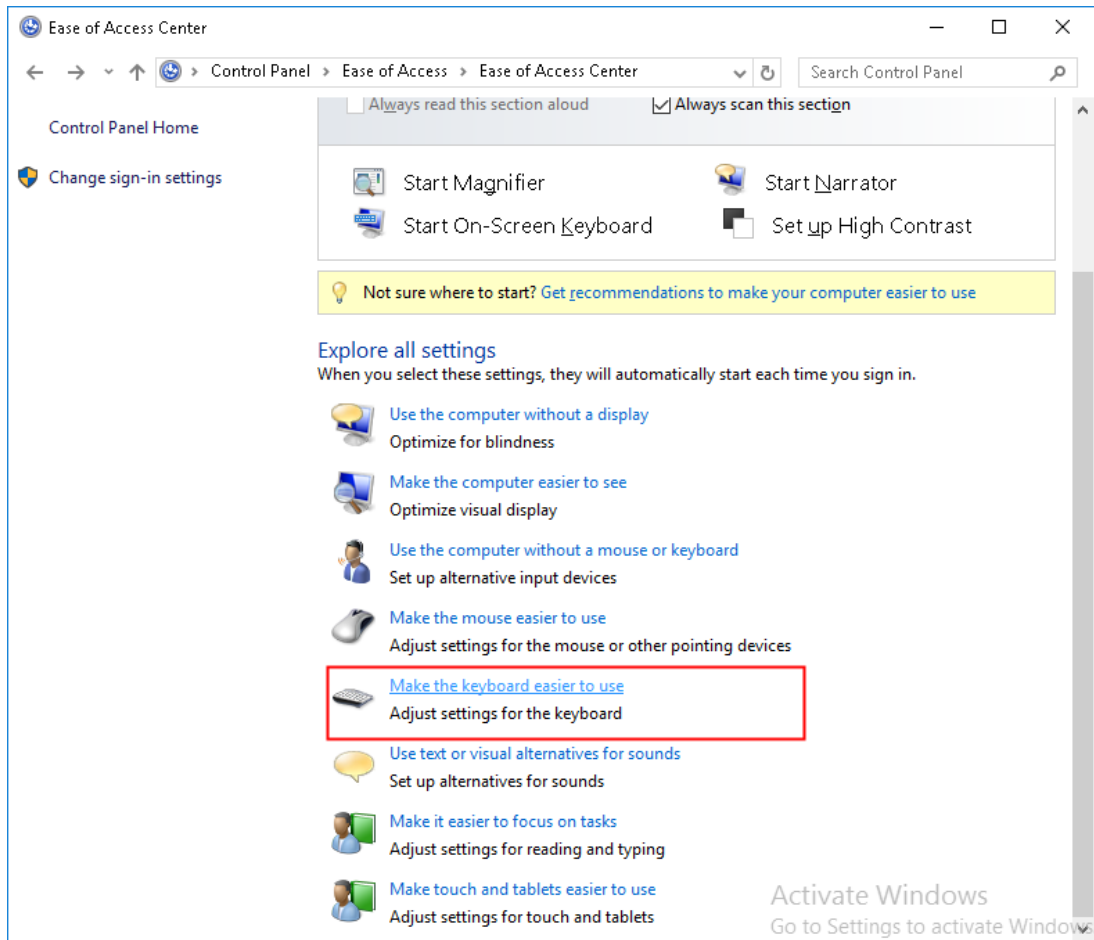 Ease of Access Center
Control Panel > Ease of Access > Ease of Access Center
Search Control Panel
Control Panel Home
Change sign-in settings
Always read this section aloud
Always scan this section
Start Magnifier
Start Narrator
Start On-Screen Keyboard
Set up High Contrast
Not sure where to start? Get recommendations to make your computer easier to use
Explore all settings
When you select these settings, they will automatically start each time you sign in.
Use the computer without a display
Optimize for blindness
Make the computer easier to see
Optimize visual display
Use the computer without a mouse or keyboard
Set up alternative input devices
Make the mouse easier to use
Adjust settings for the mouse or other pointing devices
Make the keyboard easier to use
Adjust settings for the keyboard
Use text or visual alternatives for sounds
Set up alternatives for sounds
Make it easier to focus on tasks
Adjust settings for reading and typing
Make touch and tablets easier to use
Adjust settings for touch and tablets
Activate Windows
Go to Settings to activate Windows